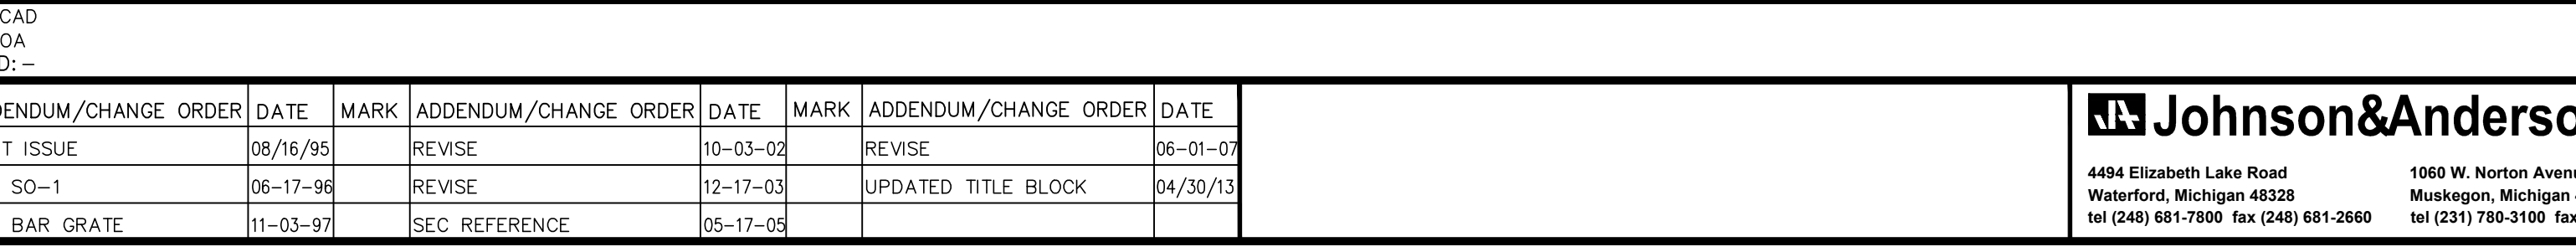 CAD
OA
D: –
DENDUM/CHANGE ORDER DATE MARK ADDENDUM/CHANGE ORDER DATE MARK ADDENDUM/CHANGE ORDER DATE
T ISSUE 08/16/95 REVISE 10–03–02 REVISE 06–01–07
SO–1 06–17–96 REVISE 12–17–03 UPDATED TITLE BLOCK 04/30/13
BAR GRATE 11–03–97 SEC REFERENCE 05–17–05
JA Johnson&Anderso
4494 Elizabeth Lake Road 1060 W. Norton Avenu
Waterford, Michigan 48328 Muskegon, Michigan
tel (248) 681-7800 fax (248) 681-2660 tel (231) 780-3100 fax